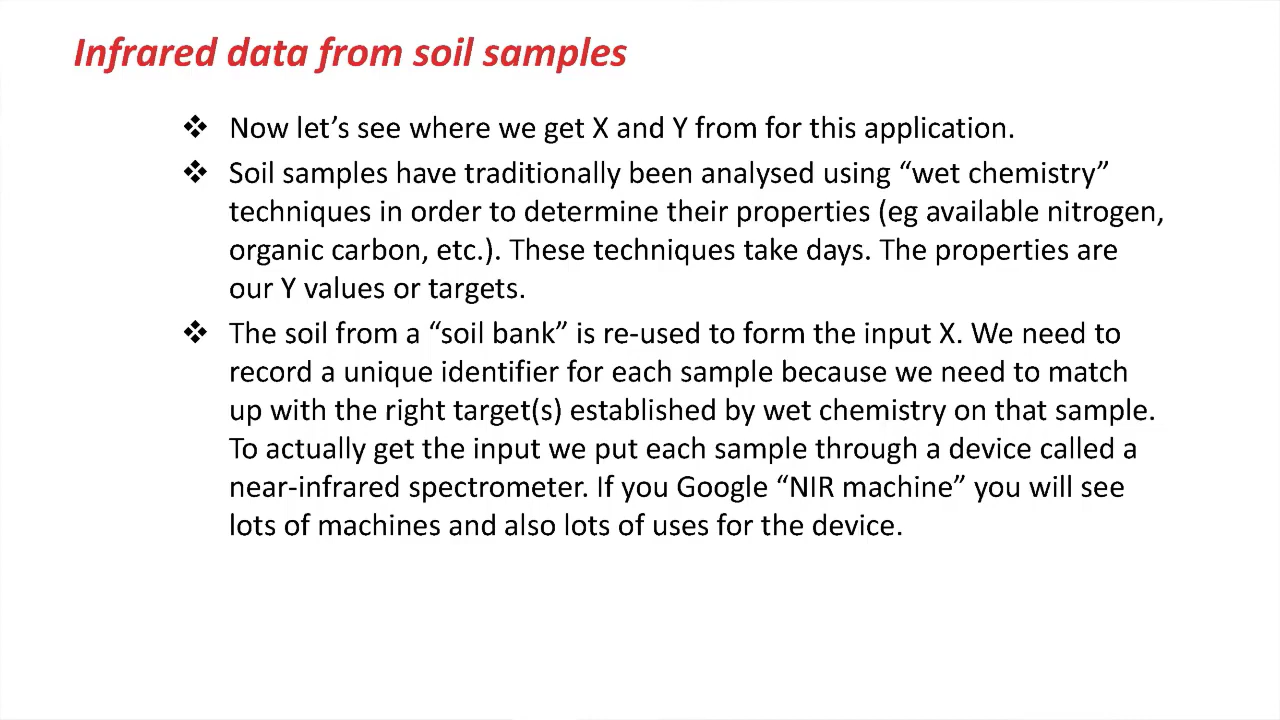 Infrared data from soil samples
❖ Now let’s see where we get X and Y from for this application.
❖ Soil samples have traditionally been analysed using “wet chemistry”
techniques in order to determine their properties (eg available nitrogen,
organic carbon, etc.). These techniques take days. The properties are
our Y values or targets.
❖ The soil from a “soil bank” is re-used to form the input X. We need to
record a unique identifier for each sample because we need to match
up with the right target(s) established by wet chemistry on that sample.
To actually get the input we put each sample through a device called a
near-infrared spectrometer. If you Google “NIR machine” you will see
lots of machines and also lots of uses for the device.